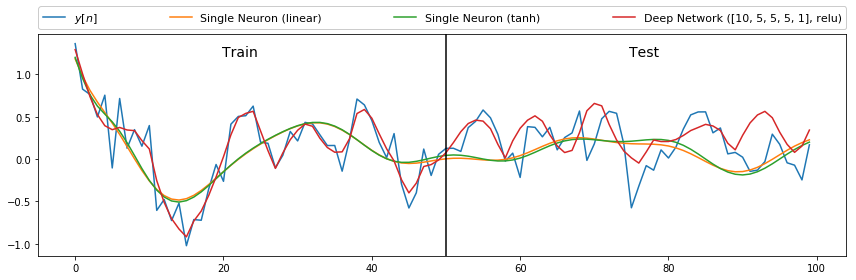 y[n] Single Neuron (linear) Single Neuron (tanh) Deep Network ([10, 5, 5, 5, 1], relu)
Train Test
1.0
0.5
0.0
−0.5
−1.0
0 20 40 60 80 100